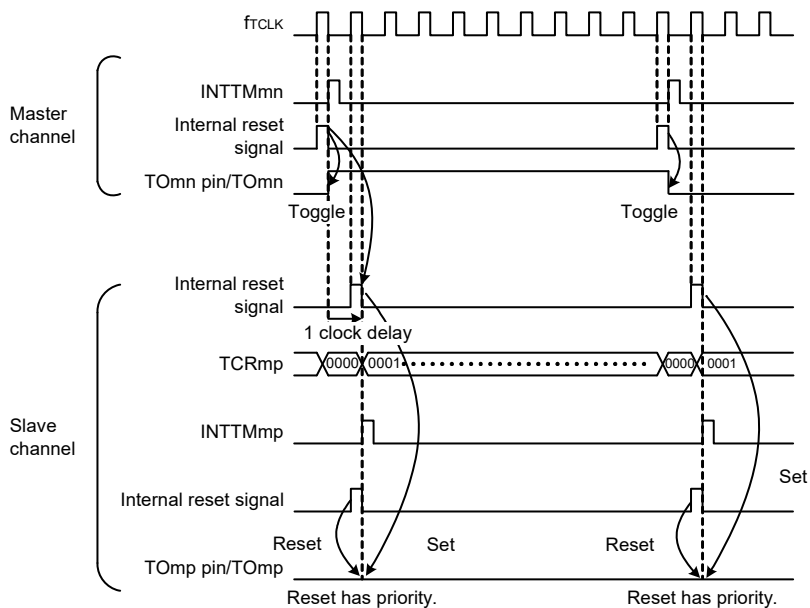 fTCLK
INTTMmn
Master
channel
Internal reset
signal
TOmn pin/TOmn
Toggle
Toggle
Internal reset
signal
1 clock delay
TCRmp
0000
0001
0000
0001
Slave
channel
INTTMmp
Set
Internal reset signal
Reset
Set
Reset
TOmp pin/TOmp
Reset has priority.
Reset has priority.